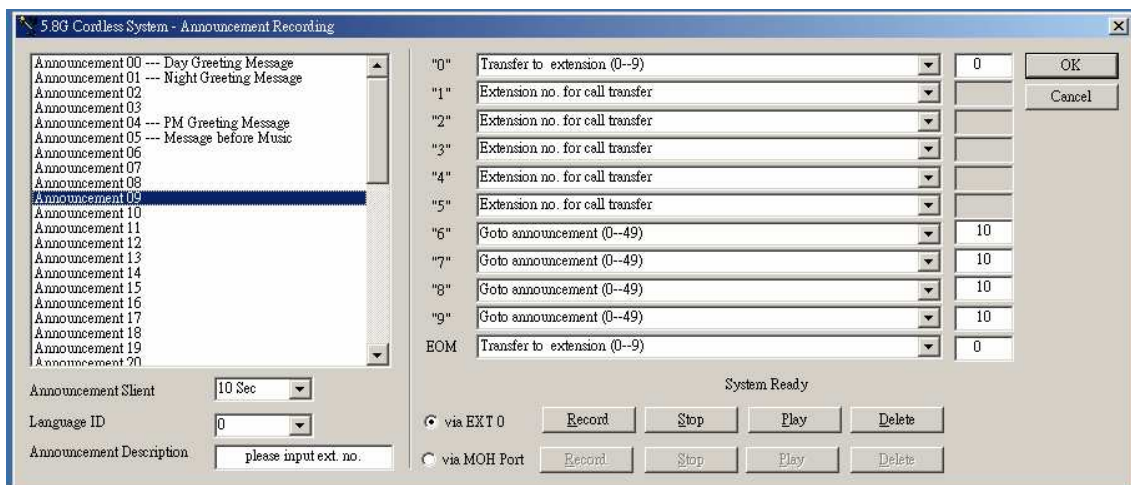 5.8G Cordless System - Announcement Recording
Announcement 00 --- Day Greeting Message
Announcement 01 --- Night Greeting Message
Announcement 02
Announcement 03
Announcement 04 --- PM Greeting Message
Announcement 05 --- Message before Music
Announcement 06
Announcement 07
Announcement 08
Announcement 09
Announcement 10
Announcement 11
Announcement 12
Announcement 13
Announcement 14
Announcement 15
Announcement 16
Announcement 17
Announcement 18
Announcement 19
Announcement 20
Announcement Slient 10 Sec
Language ID 0
Announcement Description please input ext. no.
"0" Transfer to extension (0--9) 0
"1" Extension no. for call transfer
"2" Extension no. for call transfer
"3" Extension no. for call transfer
"4" Extension no. for call transfer
"5" Extension no. for call transfer
"6" Goto announcement (0--49) 10
"7" Goto announcement (0--49) 10
"8" Goto announcement (0--49) 10
"9" Goto announcement (0--49) 10
EOM Transfer to extension (0--9) 0
System Ready
via EXT 0 Record Stop Play Delete
via MOH Port Record Stop Play Delete
OK
Cancel